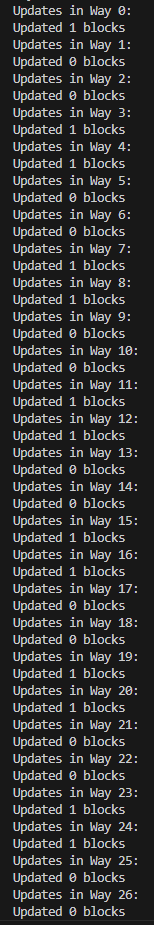 Updates in Way 0:
Updated 1 blocks
Updates in Way 1:
Updated 0 blocks
Updates in Way 2:
Updated 0 blocks
Updates in Way 3:
Updated 1 blocks
Updates in Way 4:
Updated 1 blocks
Updates in Way 5:
Updated 0 blocks
Updates in Way 6:
Updated 0 blocks
Updates in Way 7:
Updated 1 blocks
Updates in Way 8:
Updated 1 blocks
Updates in Way 9:
Updated 0 blocks
Updates in Way 10:
Updated 0 blocks
Updates in Way 11:
Updated 1 blocks
Updates in Way 12:
Updated 1 blocks
Updates in Way 13:
Updated 0 blocks
Updates in Way 14:
Updated 0 blocks
Updates in Way 15:
Updated 1 blocks
Updates in Way 16:
Updated 1 blocks
Updates in Way 17:
Updated 0 blocks
Updates in Way 18:
Updated 0 blocks
Updates in Way 19:
Updated 1 blocks
Updates in Way 20:
Updated 1 blocks
Updates in Way 21:
Updated 0 blocks
Updates in Way 22:
Updated 0 blocks
Updates in Way 23:
Updated 1 blocks
Updates in Way 24:
Updated 1 blocks
Updates in Way 25:
Updated 0 blocks
Updates in Way 26:
Updated 0 blocks